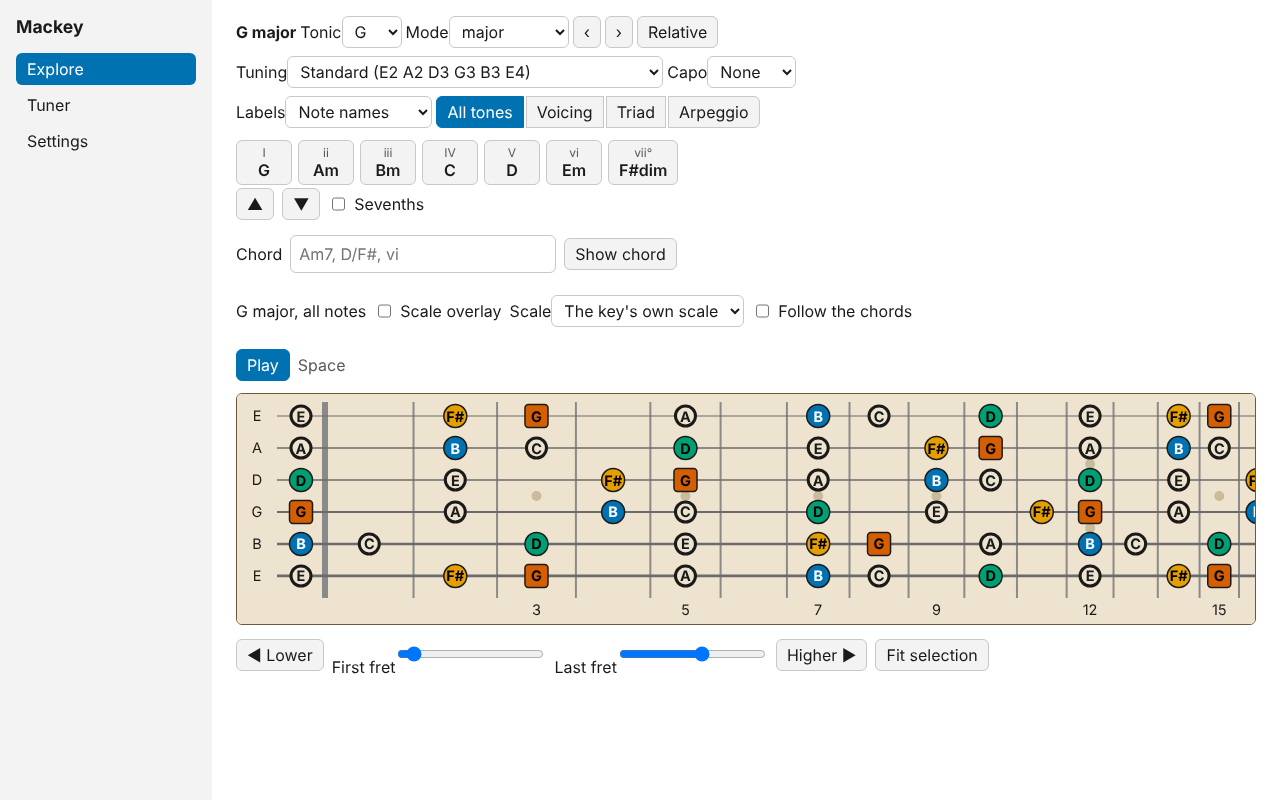 Mackey
Explore
Tuner
Settings
G major Tonic G Mode major ‹ › Relative
Tuning Standard (E2 A2 D3 G3 B3 E4) Capo None
Labels Note names All tones Voicing Triad Arpeggio
I ii iii IV V vi vii°
G Am Bm C D Em F#dim
▲ ▼ Sevenths
Chord Am7, D/F#, vi Show chord
G major, all notes Scale overlay Scale The key's own scale Follow the chords
Play Space
E E F# G A B C D E F# G
A A B C D E F# G A B C
D D E F# G A B C D E F
G G A B C D E F# G A
B B C D E F# G A B C D
E E F# G A B C D E F# G
3 5 7 9 12 15
◀ Lower First fret Last fret Higher ▶ Fit selection